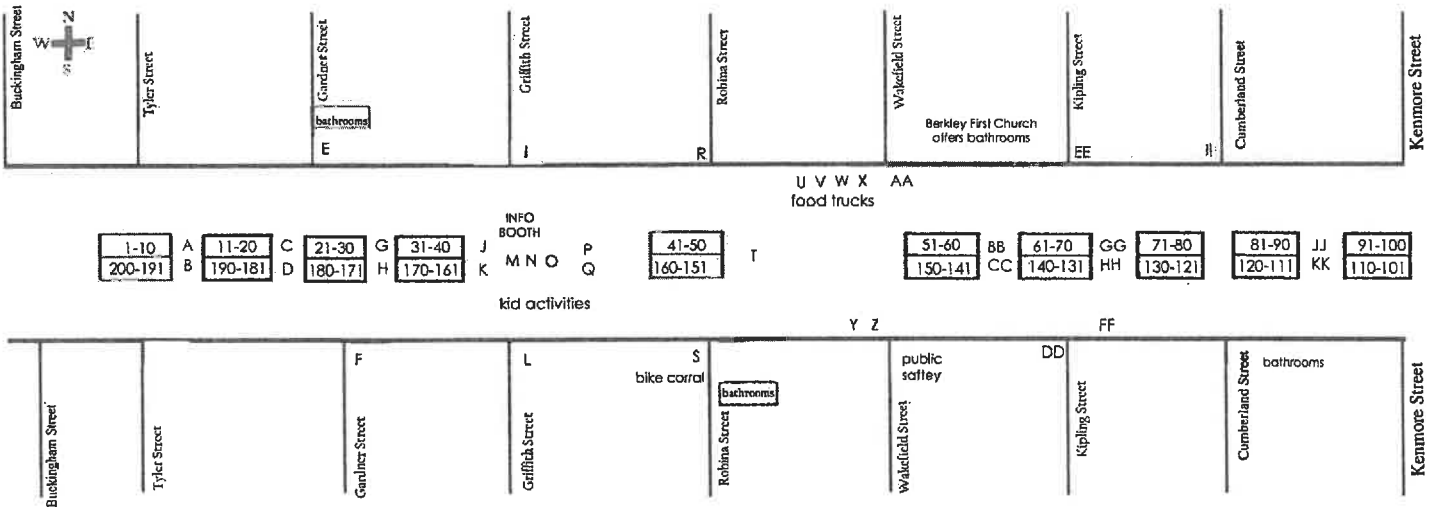 Buckingham Street
N
W E
S
Tyler Street
Gardner Street
Griffith Street
Robina Street
Wakefield Street
Kipling Street
Cumberland Street
Kenmore Street
bathrooms
Berkley First Church
offers bathrooms
E
I
R
EE
II
U V W X AA
food trucks
INFO
BOOTH
1-10 A 11-20 C 21-30 G 31-40 J P 41-50 51-60 BB 61-70 GG 71-80 81-90 JJ 91-100
M N O T
200-191 B 190-181 D 180-171 H 170-161 K Q 160-151 150-141 CC 140-131 HH 130-121 120-111 KK 110-101
kid activities
Y Z FF
F
L
S
DD
bike corral
public
saftey
bathrooms
bathrooms
Buckingham Street
Tyler Street
Gardner Street
Griffith Street
Robina Street
Wakefield Street
Kipling Street
Cumberland Street
Kenmore Street